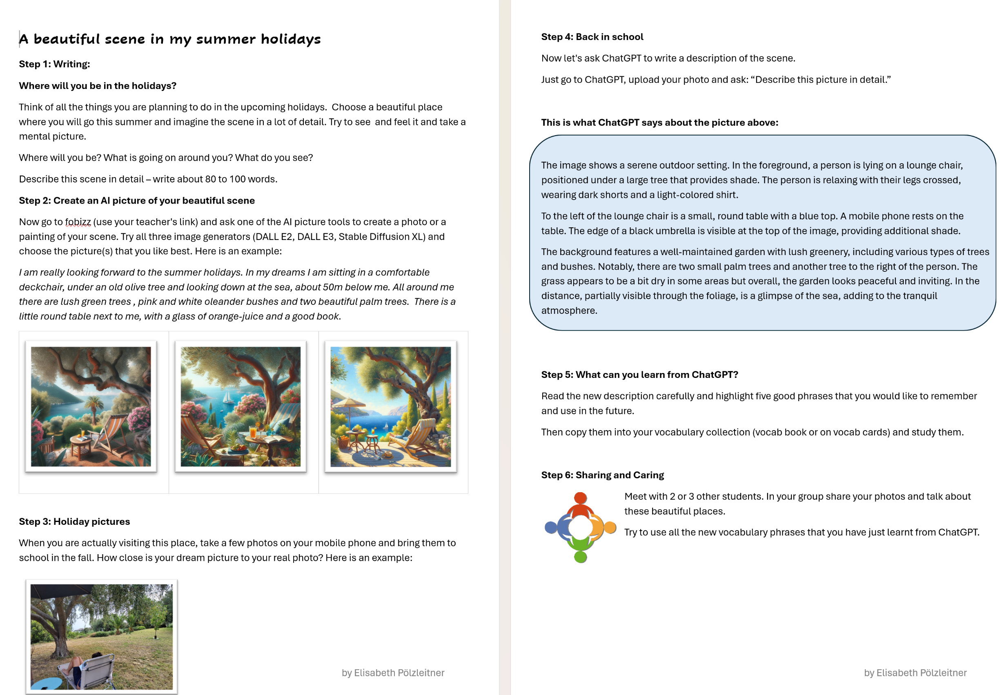 A beautiful scene in my summer holidays
Step 1: Writing:
Where will you be in the holidays?
Think of all the things you are planning to do in the upcoming holidays.  Choose a beautiful place
where you will go this summer and imagine the scene in a lot of detail. Try to see  and feel it and take a
mental picture.
Where will you be? What is going on around you? What do you see?
Describe this scene in detail – write about 80 to 100 words.
Step 2: Create an AI picture of your beautiful scene
Now go to fobizz (use your teacher's link) and ask one of the AI picture tools to create a photo or a
painting of your scene. Try all three image generators (DALL E2, DALL E3, Stable Diffusion XL) and
choose the picture(s) that you like best. Here is an example:
I am really looking forward to the summer holidays. In my dreams I am sitting in a comfortable
deckchair, under an old olive tree and looking down at the sea, about 50m below me. All around me
there are lush green trees , pink and white oleander bushes and two beautiful palm trees.  There is a
little round table next to me, with a glass of orange-juice and a good book.
Step 3: Holiday pictures
When you are actually visiting this place, take a few photos on your mobile phone and bring them to
school in the fall. How close is your dream picture to your real photo? Here is an example:
by Elisabeth Pölzleitner
Step 4: Back in school
Now let's ask ChatGPT to write a description of the scene.
Just go to ChatGPT, upload your photo and ask: “Describe this picture in detail.”
This is what ChatGPT says about the picture above:
The image shows a serene outdoor setting. In the foreground, a person is lying on a lounge chair,
positioned under a large tree that provides shade. The person is relaxing with their legs crossed,
wearing dark shorts and a light-colored shirt.
To the left of the lounge chair is a small, round table with a blue top. A mobile phone rests on the
table. The edge of a black umbrella is visible at the top of the image, providing additional shade.
The background features a well-maintained garden with lush greenery, including various types of trees
and bushes. Notably, there are two small palm trees and another tree to the right of the person. The
grass appears to be a bit dry in some areas but overall, the garden looks peaceful and inviting. In the
distance, partially visible through the foliage, is a glimpse of the sea, adding to the tranquil
atmosphere.
Step 5: What can you learn from ChatGPT?
Read the new description carefully and highlight five good phrases that you would like to remember
and use in the future.
Then copy them into your vocabulary collection (vocab book or on vocab cards) and study them.
Step 6: Sharing and Caring
Meet with 2 or 3 other students. In your group share your photos and talk about
these beautiful places.
Try to use all the new vocabulary phrases that you have just learnt from ChatGPT.
by Elisabeth Pölzleitner